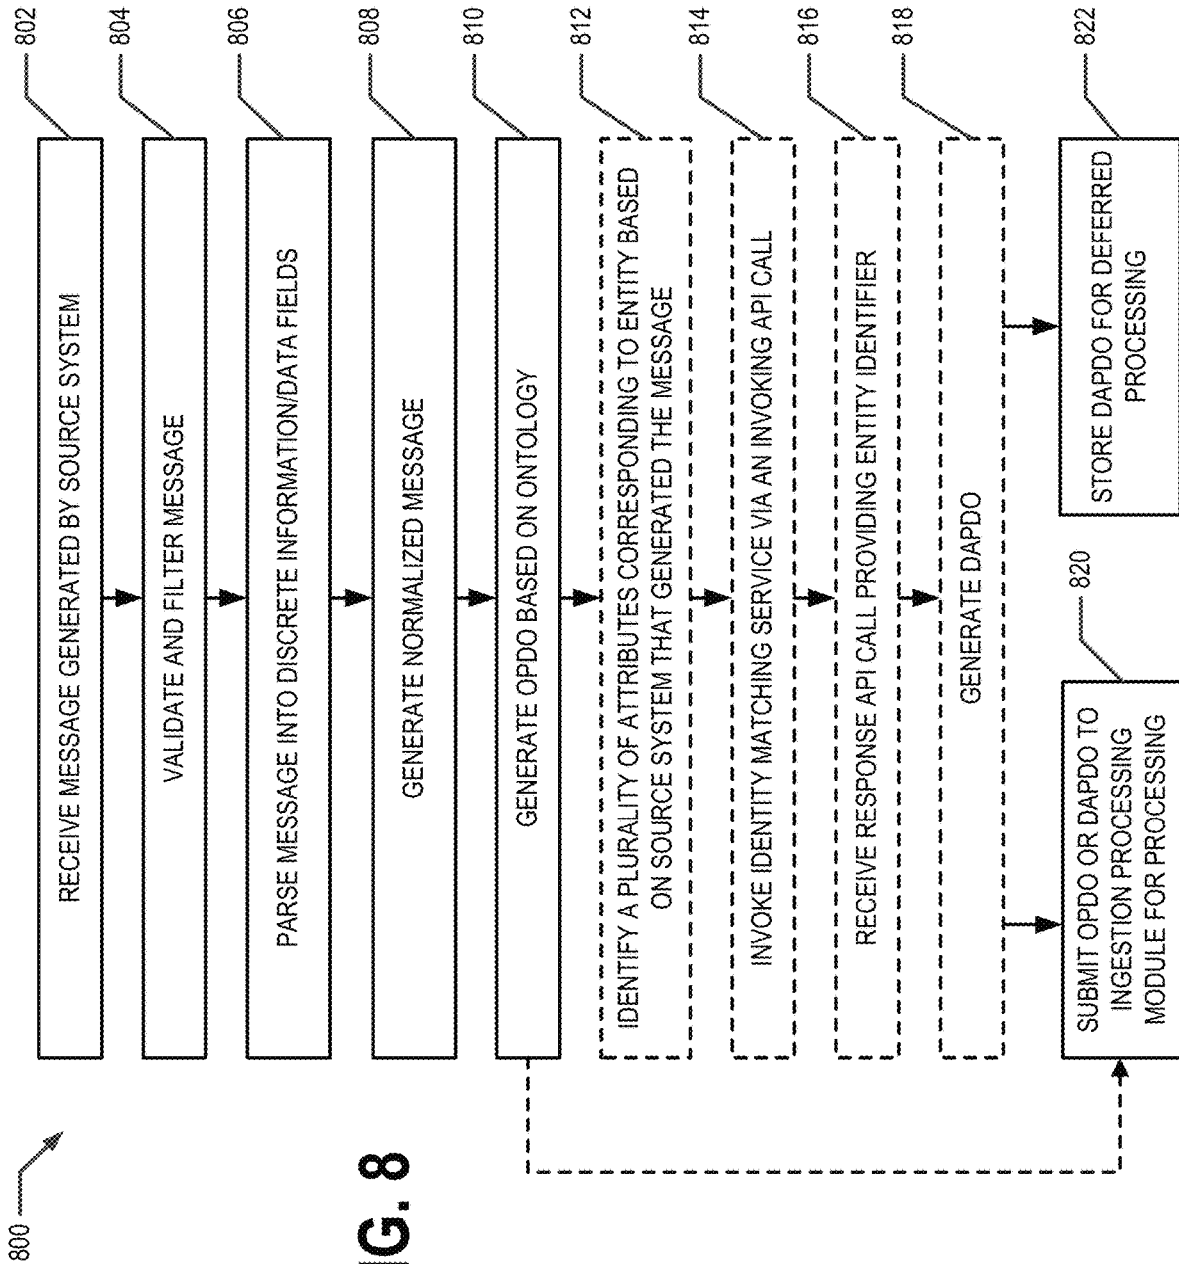 800
802
RECEIVE MESSAGE GENERATED BY SOURCE SYSTEM
804
VALIDATE AND FILTER MESSAGE
806
PARSE MESSAGE INTO DISCRETE INFORMATION/DATA FIELDS
808
GENERATE NORMALIZED MESSAGE
810
GENERATE OPDO BASED ON ONTOLOGY
812
IDENTIFY A PLURALITY OF ATTRIBUTES CORRESPONDING TO ENTITY BASED
ON SOURCE SYSTEM THAT GENERATED THE MESSAGE
814
INVOKE IDENTITY MATCHING SERVICE VIA AN INVOKING API CALL
816
RECEIVE RESPONSE API CALL PROVIDING ENTITY IDENTIFIER
818
GENERATE DAPDO
820
SUBMIT OPDO OR DAPDO TO
INGESTION PROCESSING
MODULE FOR PROCESSING
822
STORE DAPDO FOR DEFERRED
PROCESSING
G. 8